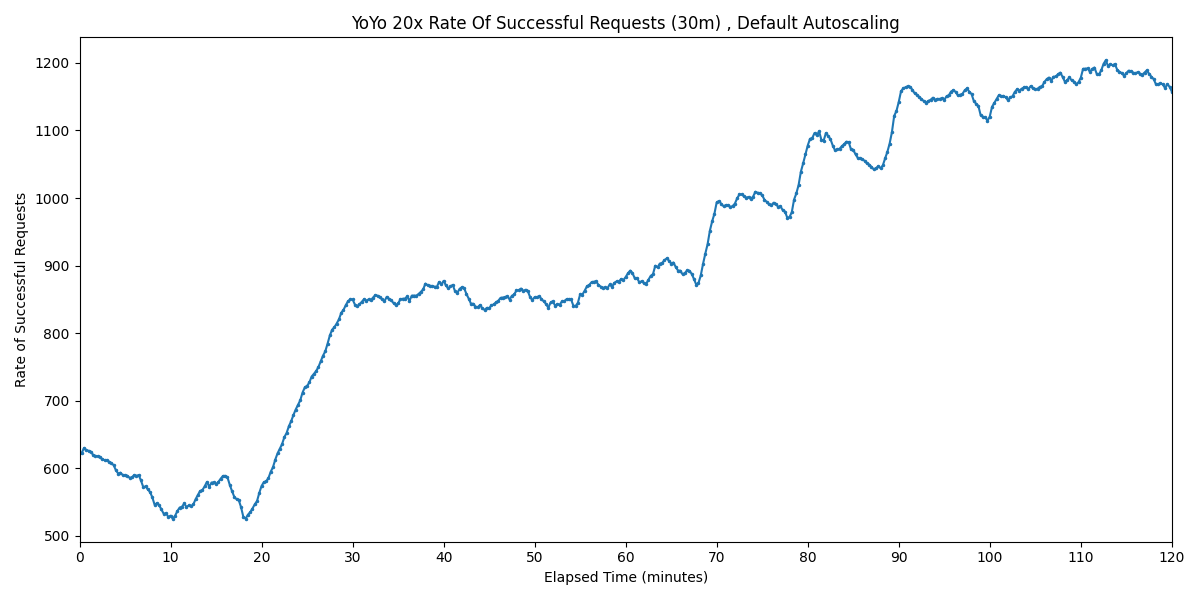 YoYo 20x Rate Of Successful Requests (30m) , Default Autoscaling
1200
1100
1000
900
800
700
600
500
Rate of Successful Requests
0 10 20 30 40 50 60 70 80 90 100 110 120
Elapsed Time (minutes)